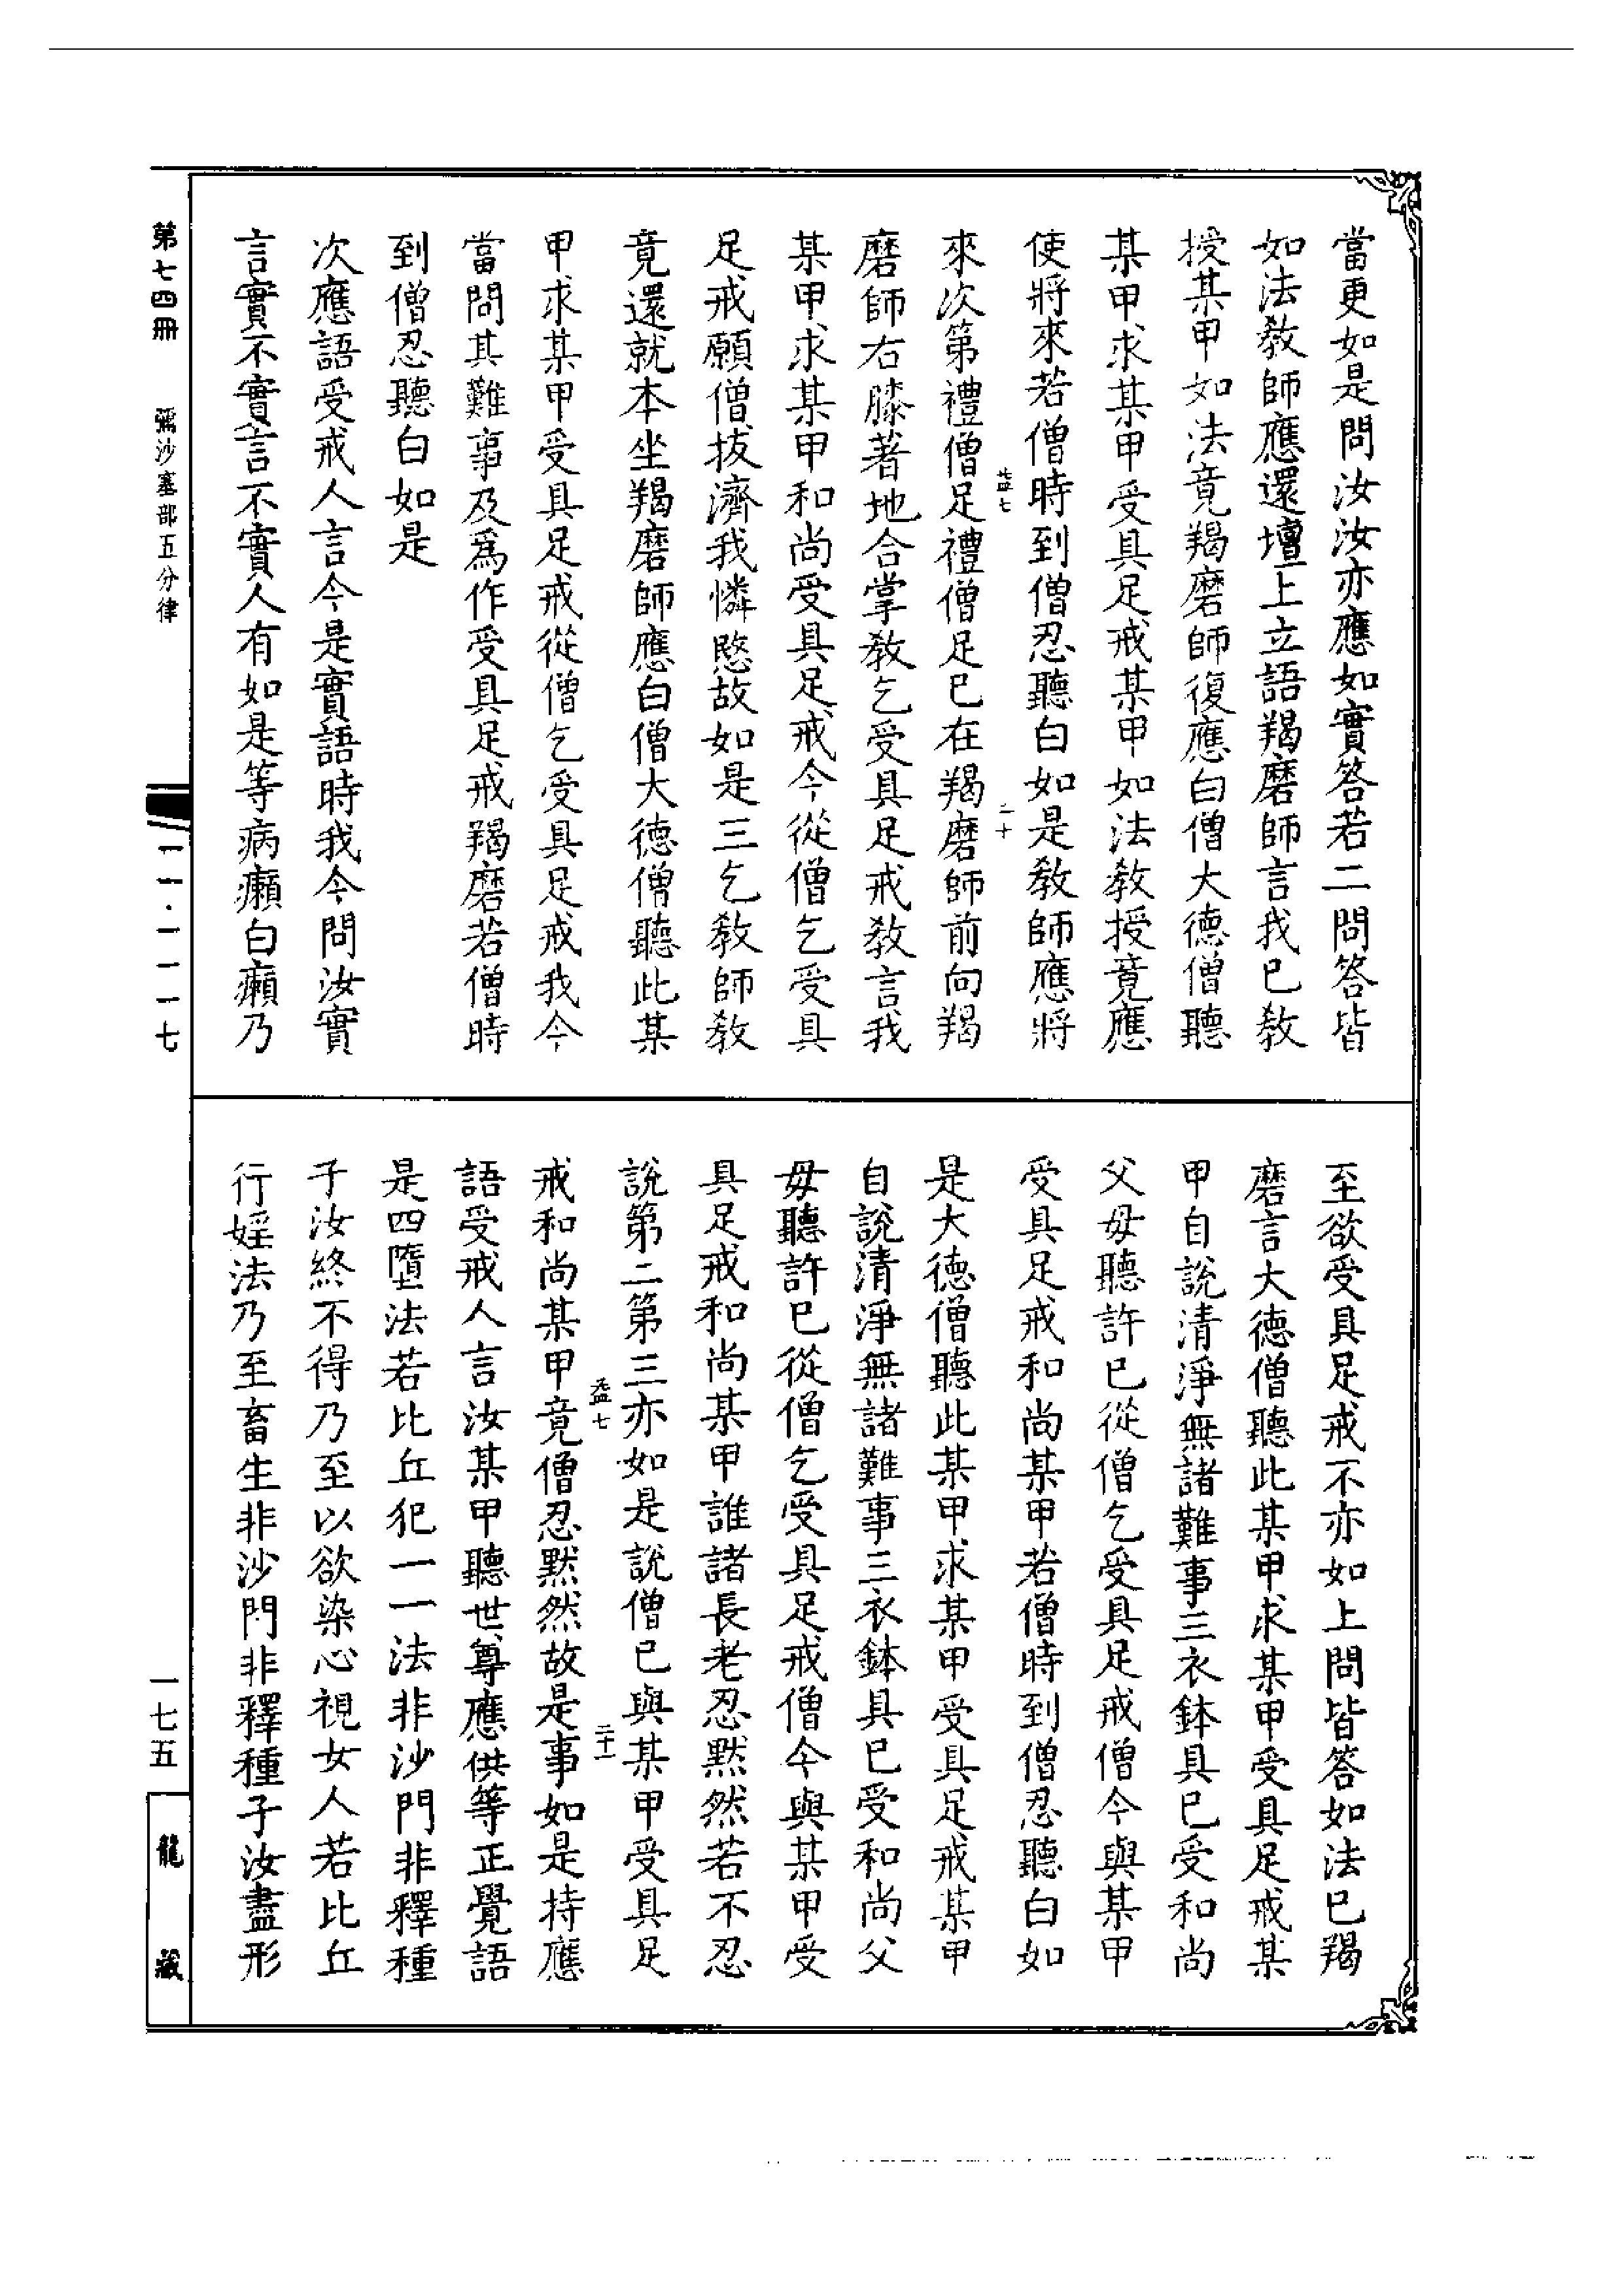 當更如是問汝汝亦應如實答若二問答皆
如法教師應還壇上立語羯磨師言我已教
授某甲如法竟羯磨師復應白僧大德僧聽
某甲求某甲受具足戒某甲如法教授竟應
使將來若僧時到僧忍聽白如是教師應將
益七
二十
來次第禮僧足禮僧足已在羯磨師前向羯
磨師右膝著地合掌教乞受具足戒教言我
某甲求某甲和尚受具足戒今從僧乞受具
足戒願僧拔濟我憐愍故如是三乞教師教
竟還就本坐羯磨師應白僧大德僧聽此某
甲求某甲受具足戒從僧乞受具足戒我今
當問其難事及為作受具足戒羯磨若僧時
到僧忍聽白如是
次應語受戒人言今是實語時我今問汝實
言實不實言不實人有如是等病癩白癩乃
至欲受具足戒不亦如上問皆答如法已羯
磨言大德僧聽此某甲求某甲受具足戒某
甲自說清淨無諸難事三衣鉢具已受和尚
父母聽許已從僧乞受具足戒僧今與某甲
受具足戒和尚某甲若僧時到僧忍聽白如
是大德僧聽此某甲求某甲受具足戒某甲
自說清淨無諸難事三衣鉢具已受和尚父
母聽許已從僧乞受具足戒僧今與某甲受
具足戒和尚某甲誰諸長老忍默然若不忍
說第二第三亦如是說僧已與某甲受具足
益七
二十一
戒和尚某甲竟僧忍默然故是事如是持應
語受戒人言汝某甲聽世尊應供等正覺語
是四墮法若比丘犯一一法非沙門非釋種
子汝終不得乃至以欲染心視女人若比丘
行婬法乃至畜生非沙門非釋種子汝盡形
第七四冊
彌沙塞部五分律
一一·一一一七
一七五
龍藏